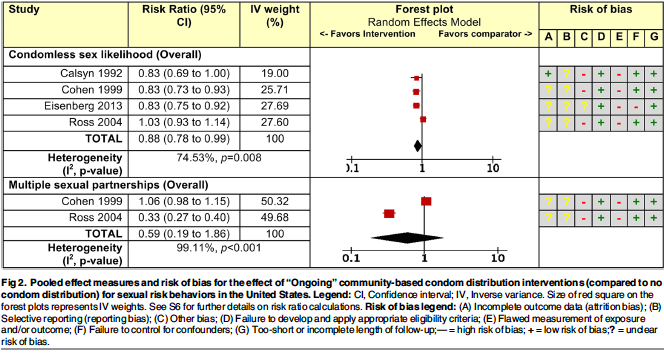 Study Risk Ratio (95% CI) IV weight (%) Forest plot Random Effects Model <- Favors Intervention Favors comparator -> Risk of bias
A B C D E F G
Condomless sex likelihood (Overall)
Calsyn 1992 0.83 (0.69 to 1.00) 19.00 + ? - + - + +
Cohen 1999 0.83 (0.73 to 0.93) 25.71 ? ? - + - + +
Eisenberg 2013 0.83 (0.75 to 0.92) 27.69 ? ? ? + - - +
Ross 2004 1.03 (0.93 to 1.14) 27.60 ? ? - + - + +
TOTAL 0.88 (0.78 to 0.99) 100
Heterogeneity (I², p-value) 74.53%, p=0.008
0.1 1 10
Multiple sexual partnerships (Overall)
Cohen 1999 1.06 (0.98 to 1.15) 50.32 ? ? - + - + +
Ross 2004 0.33 (0.27 to 0.40) 49.68 ? ? - + - + +
TOTAL 0.59 (0.19 to 1.86) 100
Heterogeneity (I², p-value) 99.11%, p<0.001
0.1 1 10
Fig 2. Pooled effect measures and risk of bias for the effect of “Ongoing” community-based condom distribution interventions (compared to no
condom distribution) for sexual risk behaviors in the United States. Legend: CI, Confidence interval; IV, Inverse variance. Size of red square on the
forest plots represents IV weights. See S6 for further details on risk ratio calculations. Risk of bias legend: (A) Incomplete outcome data (attrition bias); (B)
Selective reporting (reporting bias); (C) Other bias; (D) Failure to develop and apply appropriate eligibility criteria; (E) Flawed measurement of exposure
and/or outcome; (F) Failure to control for confounders; (G) Too-short or incomplete length of follow-up;— = high risk of bias; + = low risk of bias;? = unclear
risk of bias.